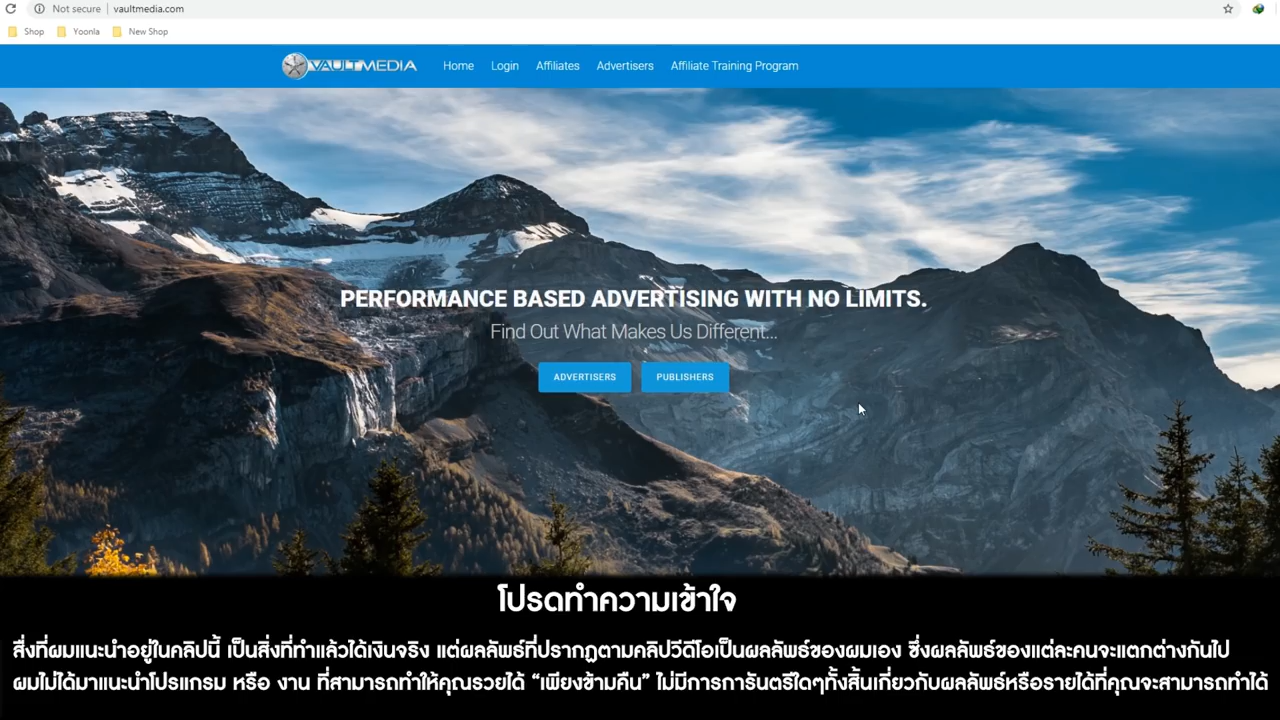 Not secure vaultmedia.com
Shop Yoonla New Shop
VAULTMEDIA Home Login Affiliates Advertisers Affiliate Training Program
PERFORMANCE BASED ADVERTISING WITH NO LIMITS.
Find Out What Makes Us Different...
ADVERTISERS PUBLISHERS
โปรดทำความเข้าใจ
สิ่งที่ผมแนะนำอยู่ในคลิปนี้ เป็นสิ่งที่ทำแล้วได้เงินจริง แต่ผลลัพธ์ที่ปรากฏตามคลิปวีดีโอเป็นผลลัพธ์ของผมเอง ซึ่งผลลัพธ์ของแต่ละคนจะแตกต่างกันไป
ผมไม่ได้มาแนะนำโปรแกรม หรือ งาน ที่สามารถทำให้คุณรวยได้ “เพียงข้ามคืน” ไม่มีการการันตรีใดๆทั้งสิ้นเกี่ยวกับผลลัพธ์หรือรายได้ที่คุณจะสามารถทำได้